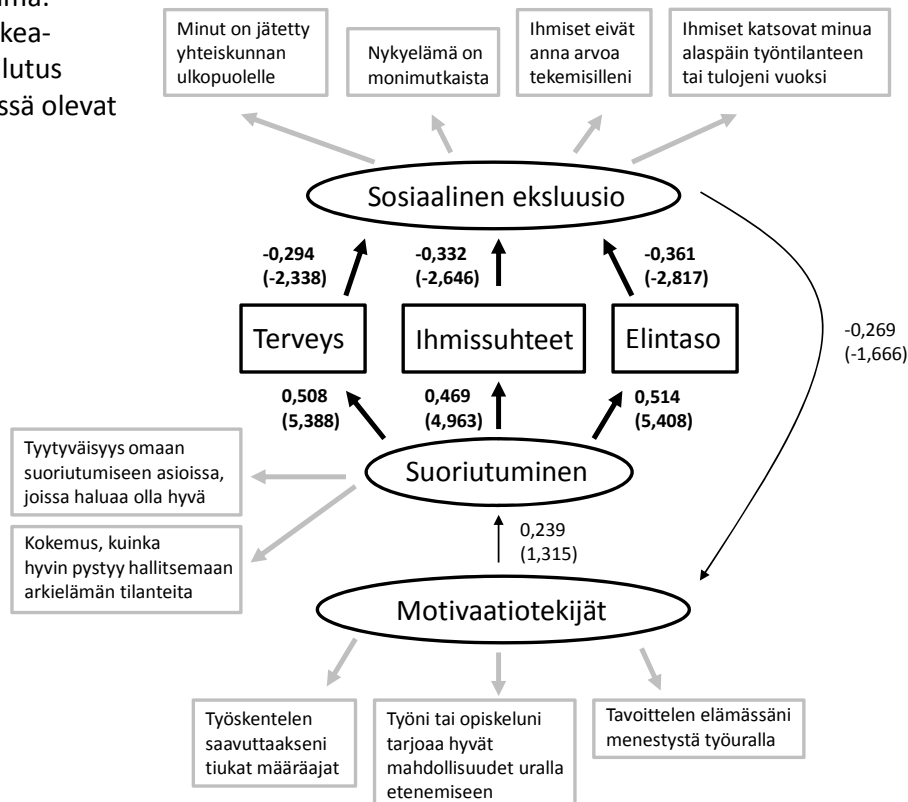 kea-
lutus
ssä olevat
Minut on jätetty
yhteiskunnan
ulkopuolelle
Nykyelämä on
monimutkaista
Ihmiset eivät
anna arvoa
tekemisilleni
Ihmiset katsovat minua
alaspäin työntilanteen
tai tulojeni vuoksi
Sosiaalinen eksluusio
-0,294
(-2,338)
-0,332
(-2,646)
-0,361
(-2,817)
-0,269
(-1,666)
Terveys
Ihmissuhteet
Elintaso
0,508
(5,388)
0,469
(4,963)
0,514
(5,408)
Tyytyväisyys omaan
suoriutumiseen asioissa,
joissa haluaa olla hyvä
Suoriutuminen
Kokemus, kuinka
hyvin pystyy hallitsemaan
arkielämän tilanteita
0,239
(1,315)
Motivaatiotekijät
Työskentelen
saavuttaakseni
tiukat määräajat
Työni tai opiskeluni
tarjoaa hyvät
mahdollisuudet uralla
etenemiseen
Tavoittelen elämässäni
menestystä työuralla